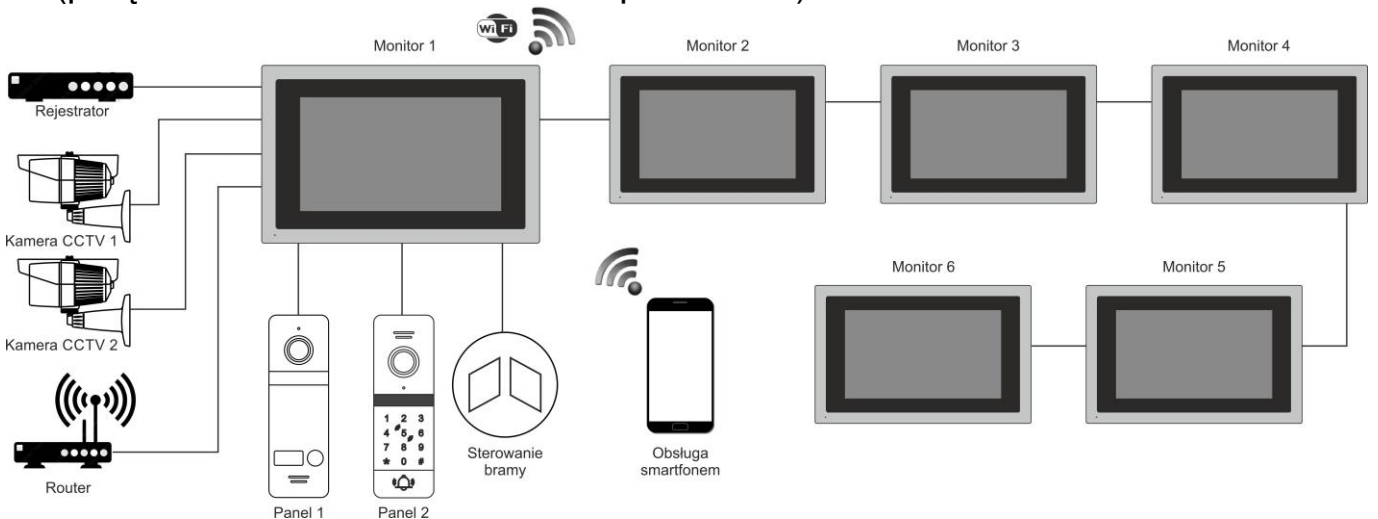 Monitor 1
WiFi
Monitor 2
Monitor 3
Monitor 4
Rejestrator
Kamera CCTV 1
Kamera CCTV 2
Router
Monitor 6
Monitor 5
1 2 3
4 5 6
7 8 9
* 0 #
Sterowanie
bramy
Obsługa
smartfonem
Panel 1
Panel 2